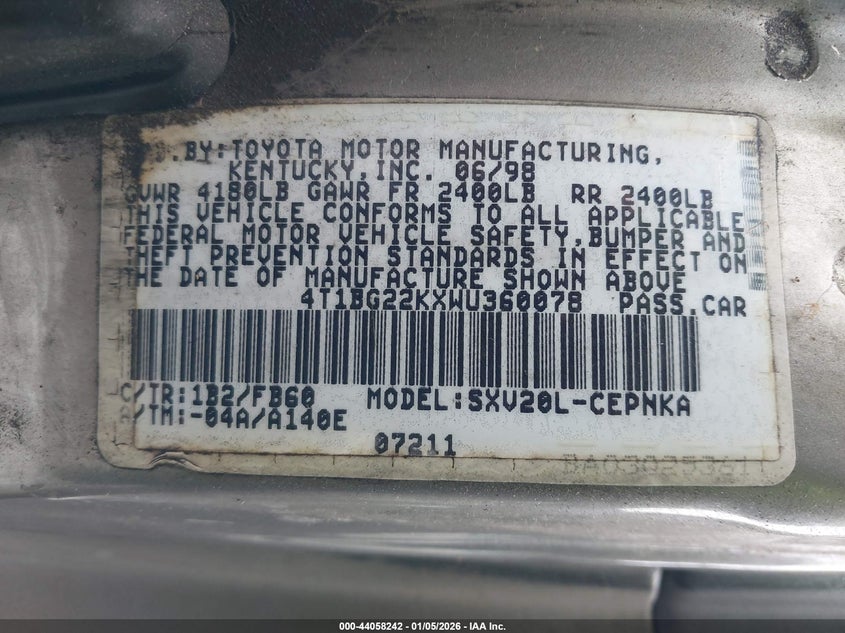 BY:TOYOTA MOTOR MANUFACTURING,
KENTUCKY,INC. 06/98
GVWR 4180LB GAWR FR 2400LB RR 2400LB
THIS VEHICLE CONFORMS TO ALL APPLICABLE
FEDERAL MOTOR VEHICLE SAFETY,BUMPER AND
THEFT PREVENTION STANDARDS IN EFFECT ON
THE DATE OF MANUFACTURE SHOWN ABOVE
4T1BG22KXWU360078 PASS.CAR
C/TR:1B2/FB60 MODEL:SXV20L-CEPNKA
/TM:-04A/A140E
07211
000-44058242 - 01/05/2026 - IAA Inc.